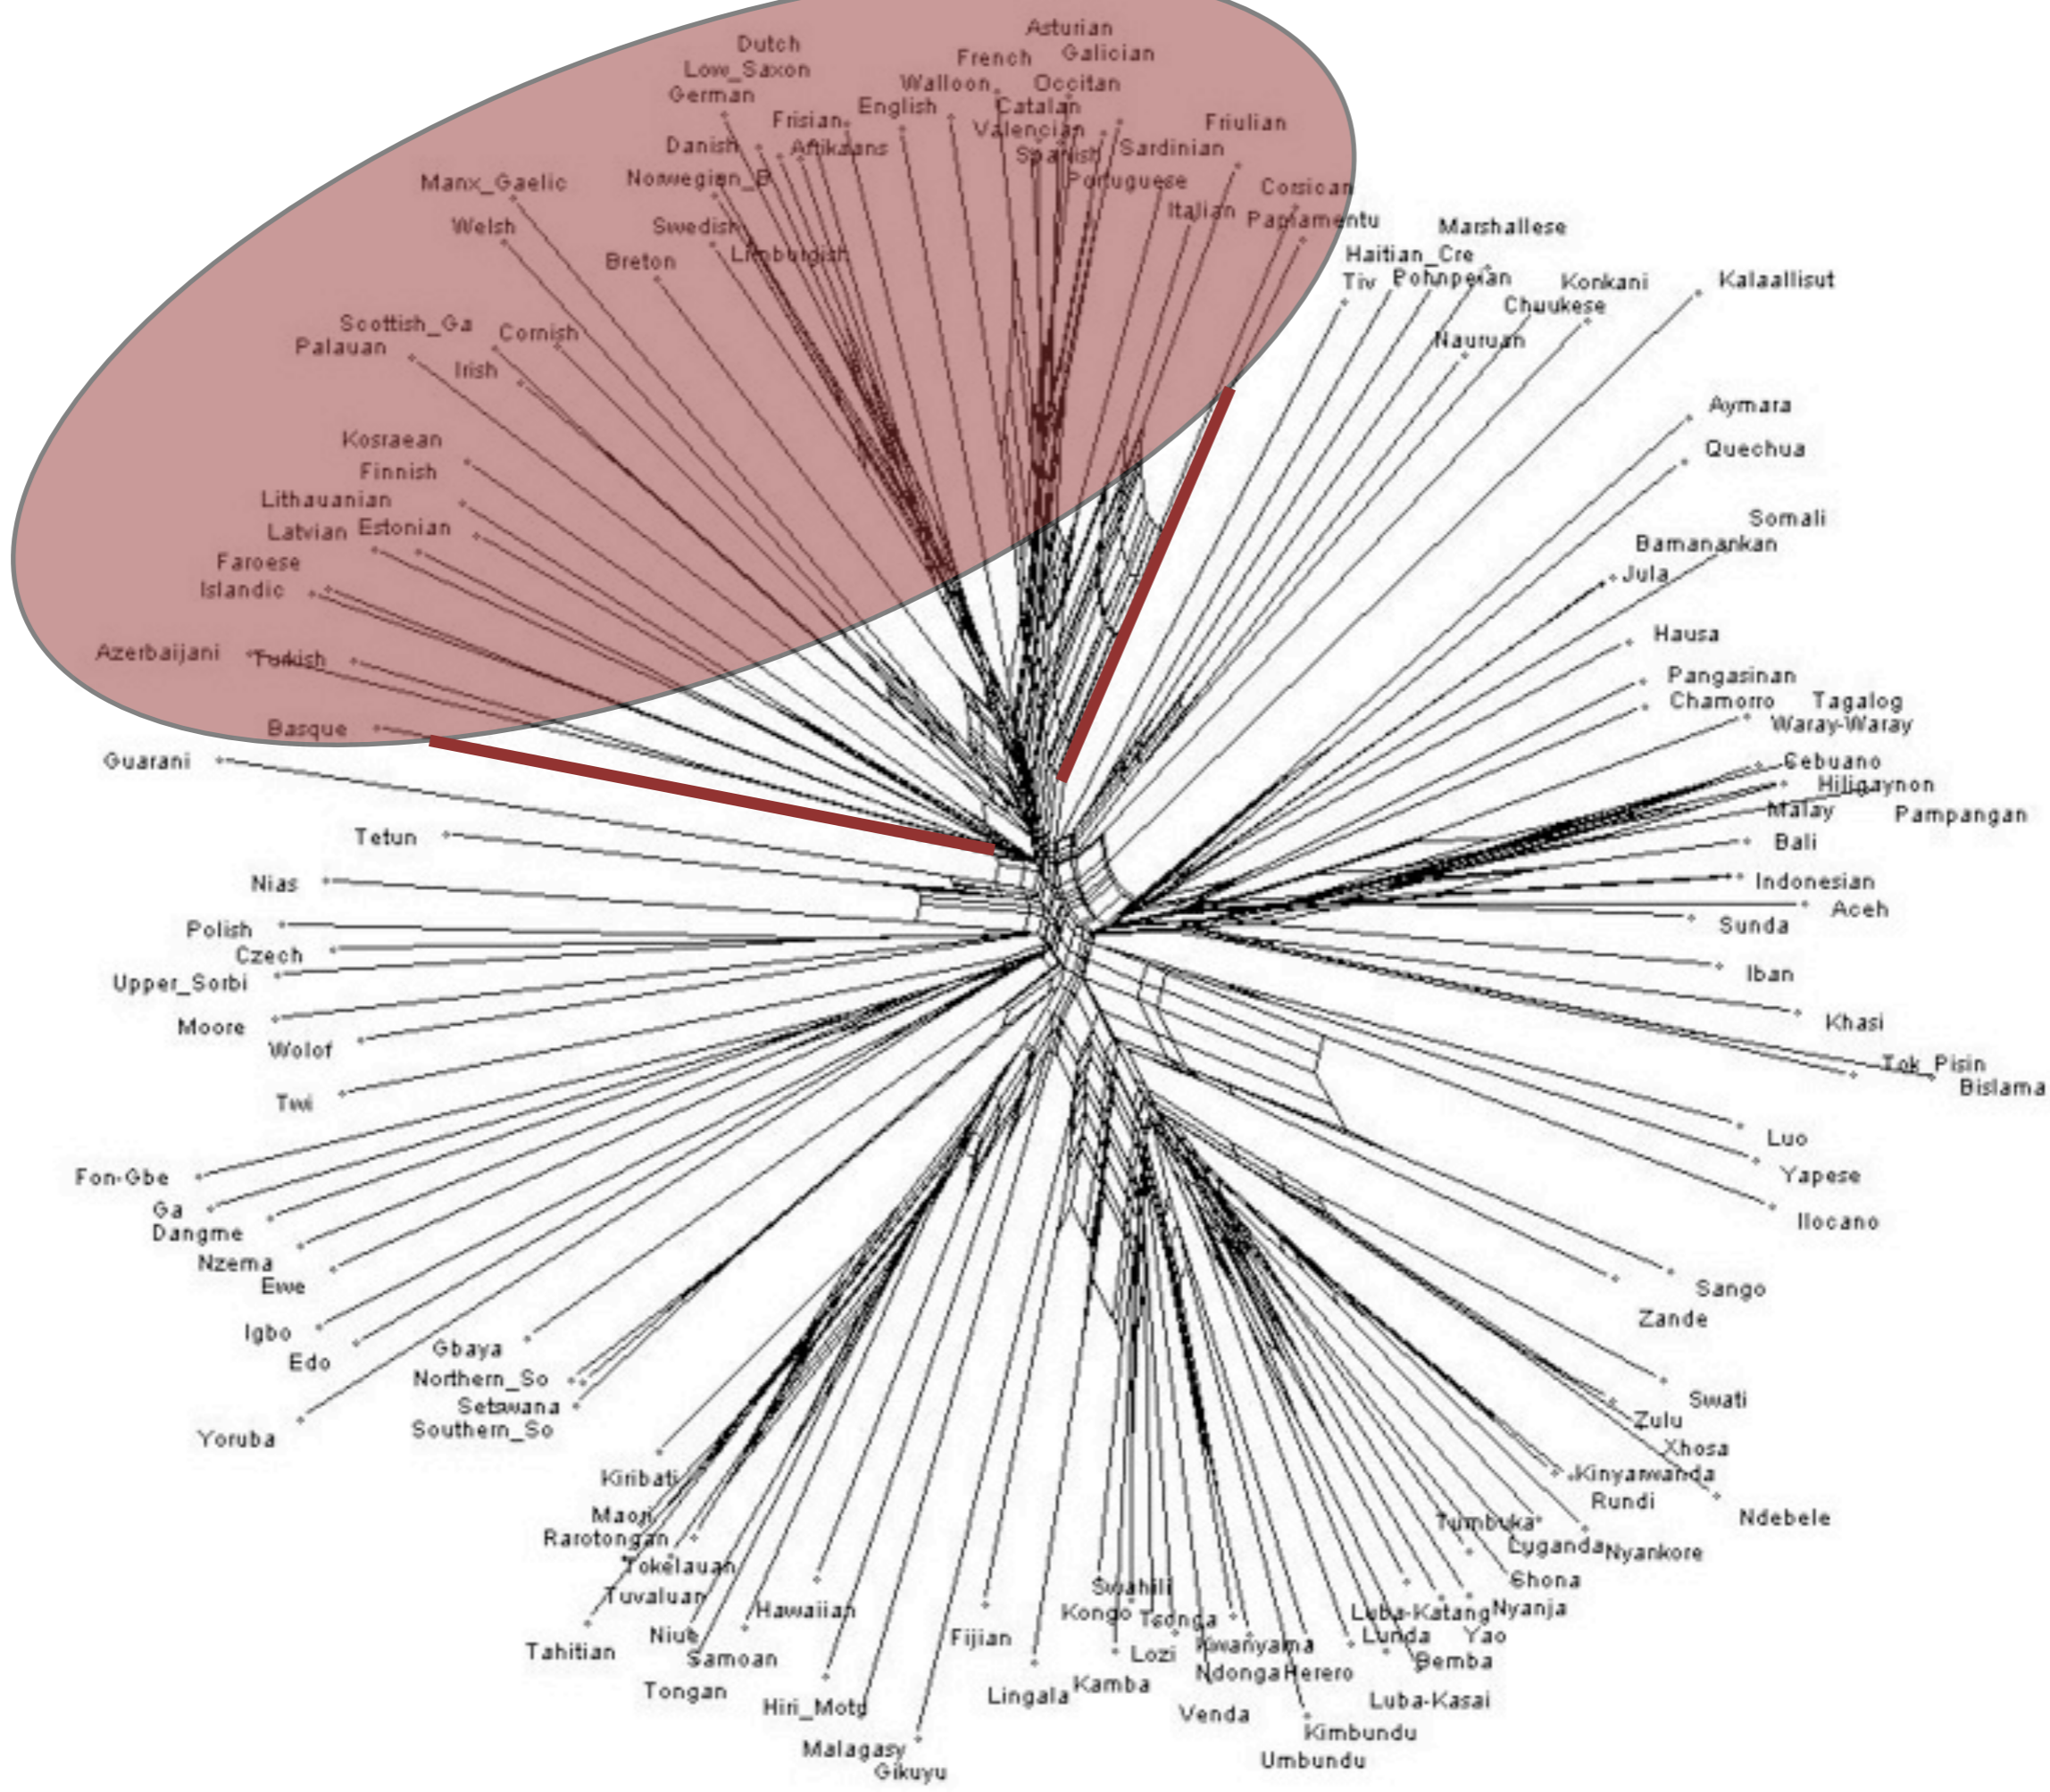 Asturian
Dutch
French
Galician
Low_Saxon
Walloon
Occitan
German
English
Catalan
Frisian
Friulian
Valencian
Danish
Afrikaans
Sardinian
Spanish
Manx_Gaelic
Norwegian_B
Portuguese
Corsican
Italian
Papiamentu
Welsh
Swedish
Marshallese
Limburgish
Haitian_Cre
Breton
Tiv
Pohnpeian
Konkani
Kalaallisut
Chuukese
Scottish_Ga
Cornish
Nauruan
Palauan
Irish
Aymara
Kosraean
Quechua
Finnish
Lithauanian
Somali
Latvian
Estonian
Bamanankan
Faroese
Jula
Islandic
Hausa
Azerbaijani
Turkish
Pangasinan
Chamorro
Tagalog
Basque
Waray-Waray
Guarani
Cebuano
Hiligaynon
Malay
Pampangan
Tetun
Bali
Nias
Indonesian
Aceh
Polish
Sunda
Czech
Iban
Upper_Sorbi
Moore
Khasi
Wolof
Tok_Pisin
Bislama
Twi
Luo
Fon-Gbe
Yapese
Ga
Ilocano
Dangme
Nzema
Ewe
Sango
Igbo
Zande
Gbaya
Edo
Northern_So
Swati
Setswana
Zulu
Southern_So
Yoruba
Xhosa
Kiribati
Kinyarwanda
Rundi
Maori
Ndebele
Rarotongan
Tumbuka
Luganda
Nyankore
Tokelauan
Tuvaluan
Swahili
Shona
Hawaiian
Kongo
Tsonga
Luba-Katang
Nyanja
Niue
Fijian
Kwanyama
Lunda
Yao
Tahitian
Samoan
Lozi
Bemba
Ndonga
Herero
Tongan
Lingala
Kamba
Luba-Kasai
Hiri_Motu
Venda
Kimbundu
Malagasy
Umbundu
Gikuyu